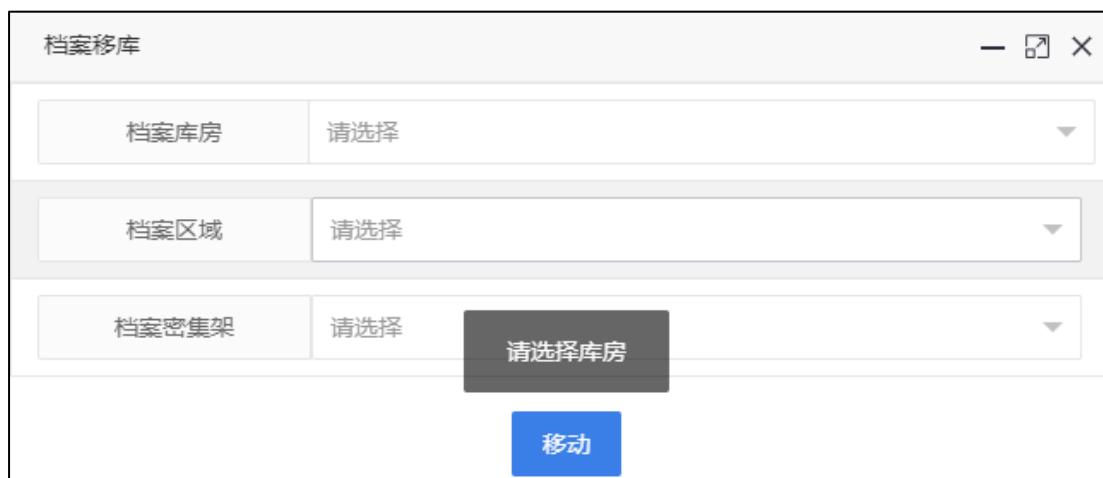 档案移库
档案库房 请选择
档案区域 请选择
档案密集架 请选择
请选择库房
移动